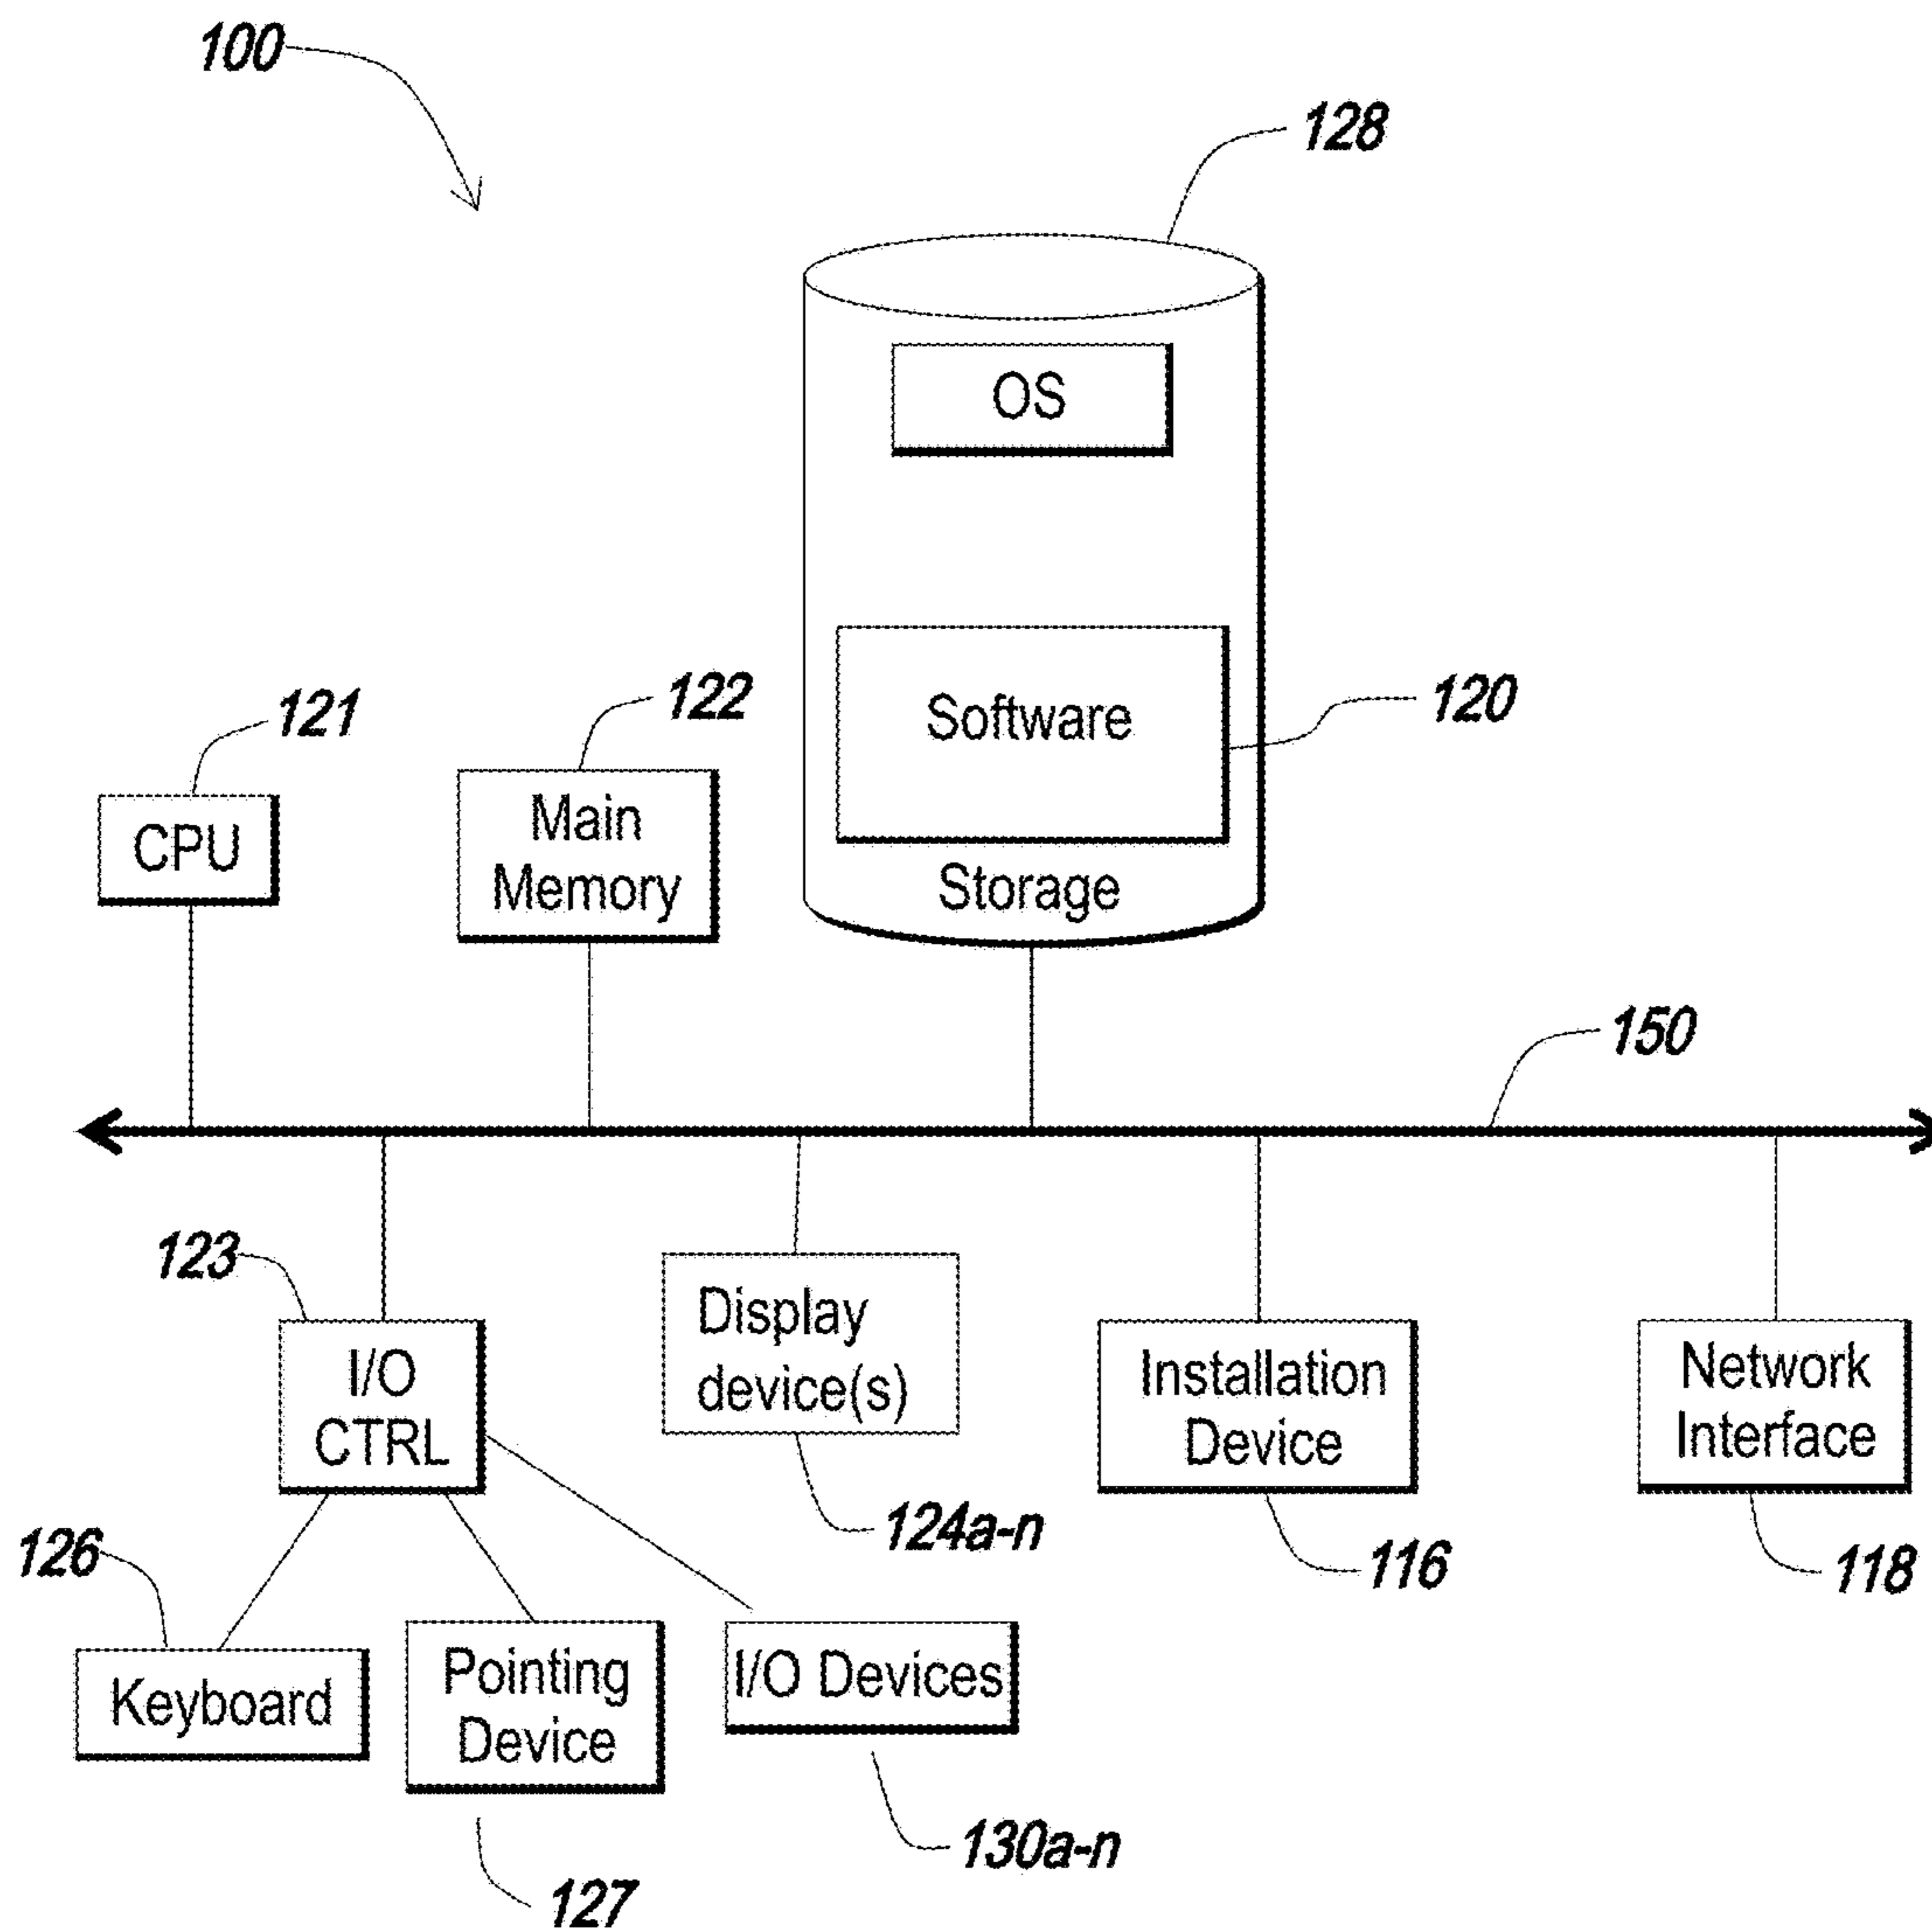 100
128
OS
121
122
Software
120
CPU
Main
Memory
Storage
150
123
I/O
CTRL
Display
device(s)
Installation
Device
Network
Interface
124a-n
116
118
126
Keyboard
Pointing
Device
I/O Devices
127
130a-n